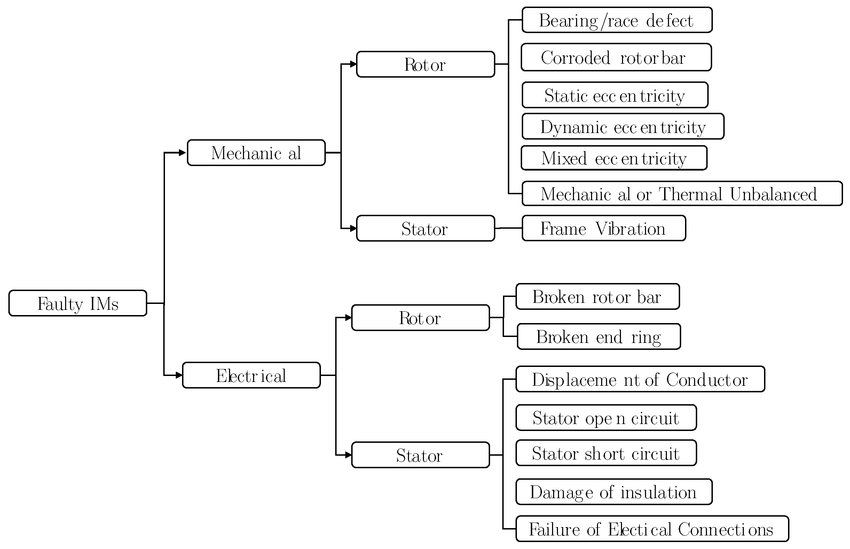 Bearing/race defect
Rotor
Corroded rotorbar
Static eccentricity
Dynamic eccentricity
Mechanical
Mixed eccentricity
Mechanical or Thermal Unbalanced
Stator
Frame Vibration
Faulty IMs
Broken rotor bar
Rotor
Broken end ring
Electrical
Displacement of Conductor
Stator open circuit
Stator
Stator short circuit
Damage of insulation
Failure of Electical Connections